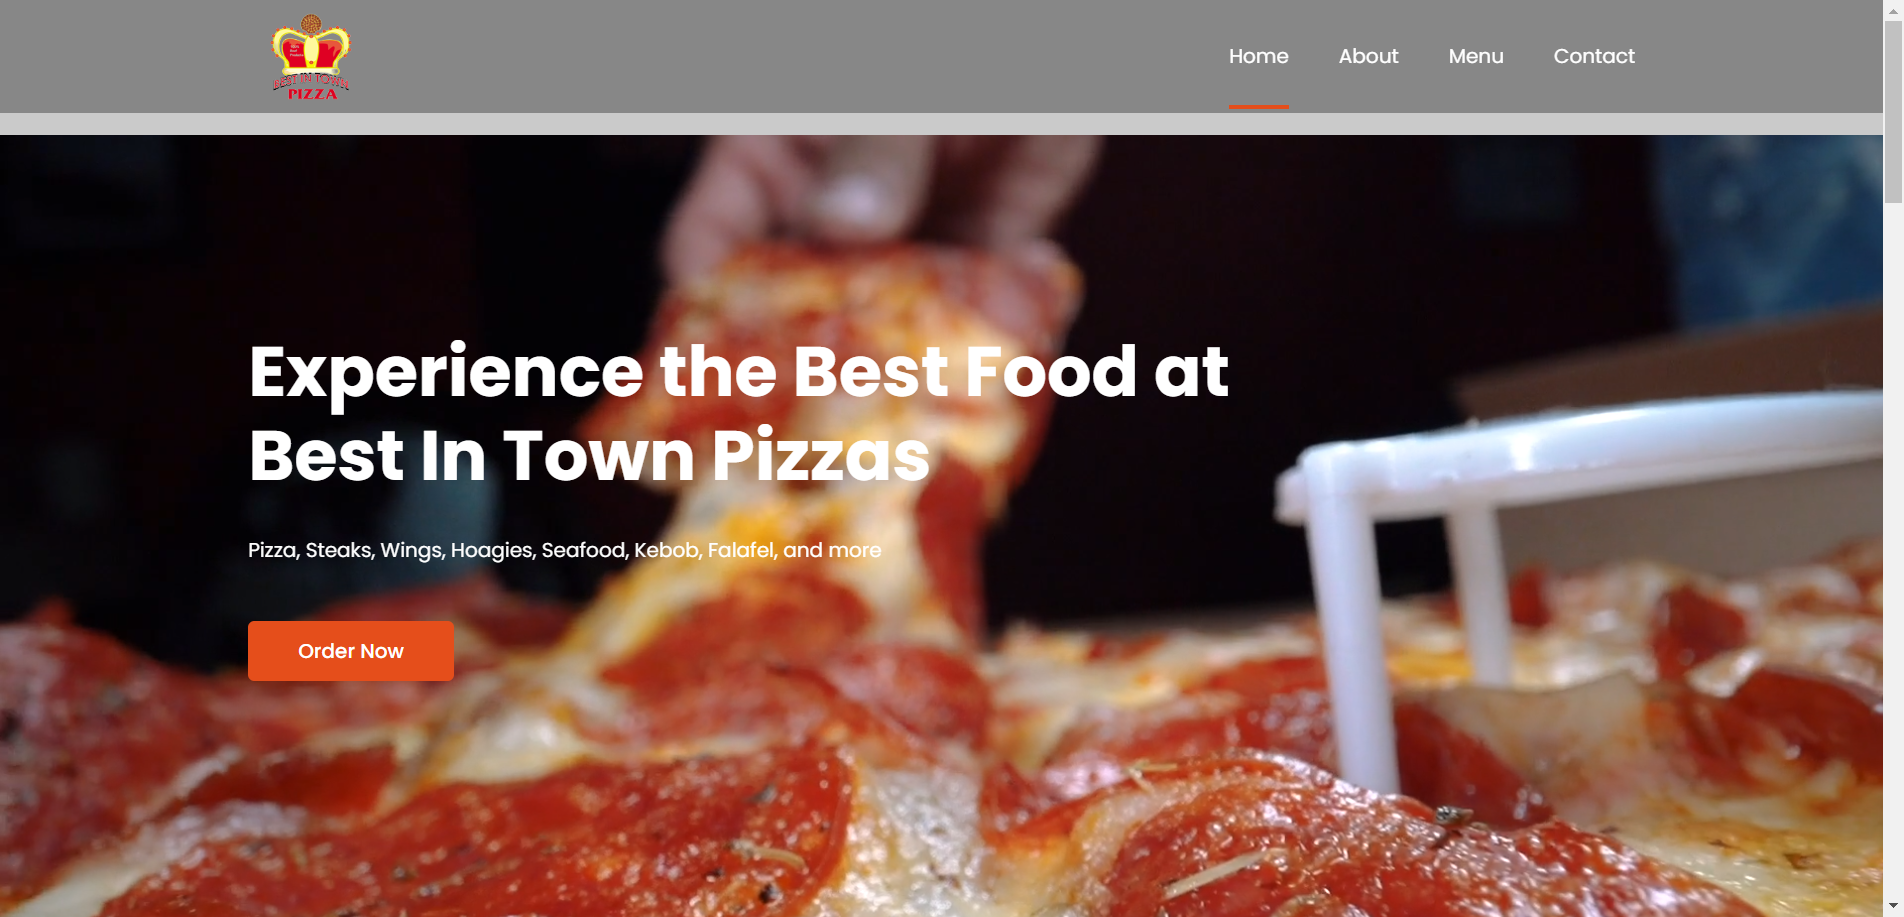 BEST IN TOWN
PIZZA
Home
About
Menu
Contact
Experience the Best Food at
Best In Town Pizzas
Pizza, Steaks, Wings, Hoagies, Seafood, Kebob, Falafel, and more
Order Now